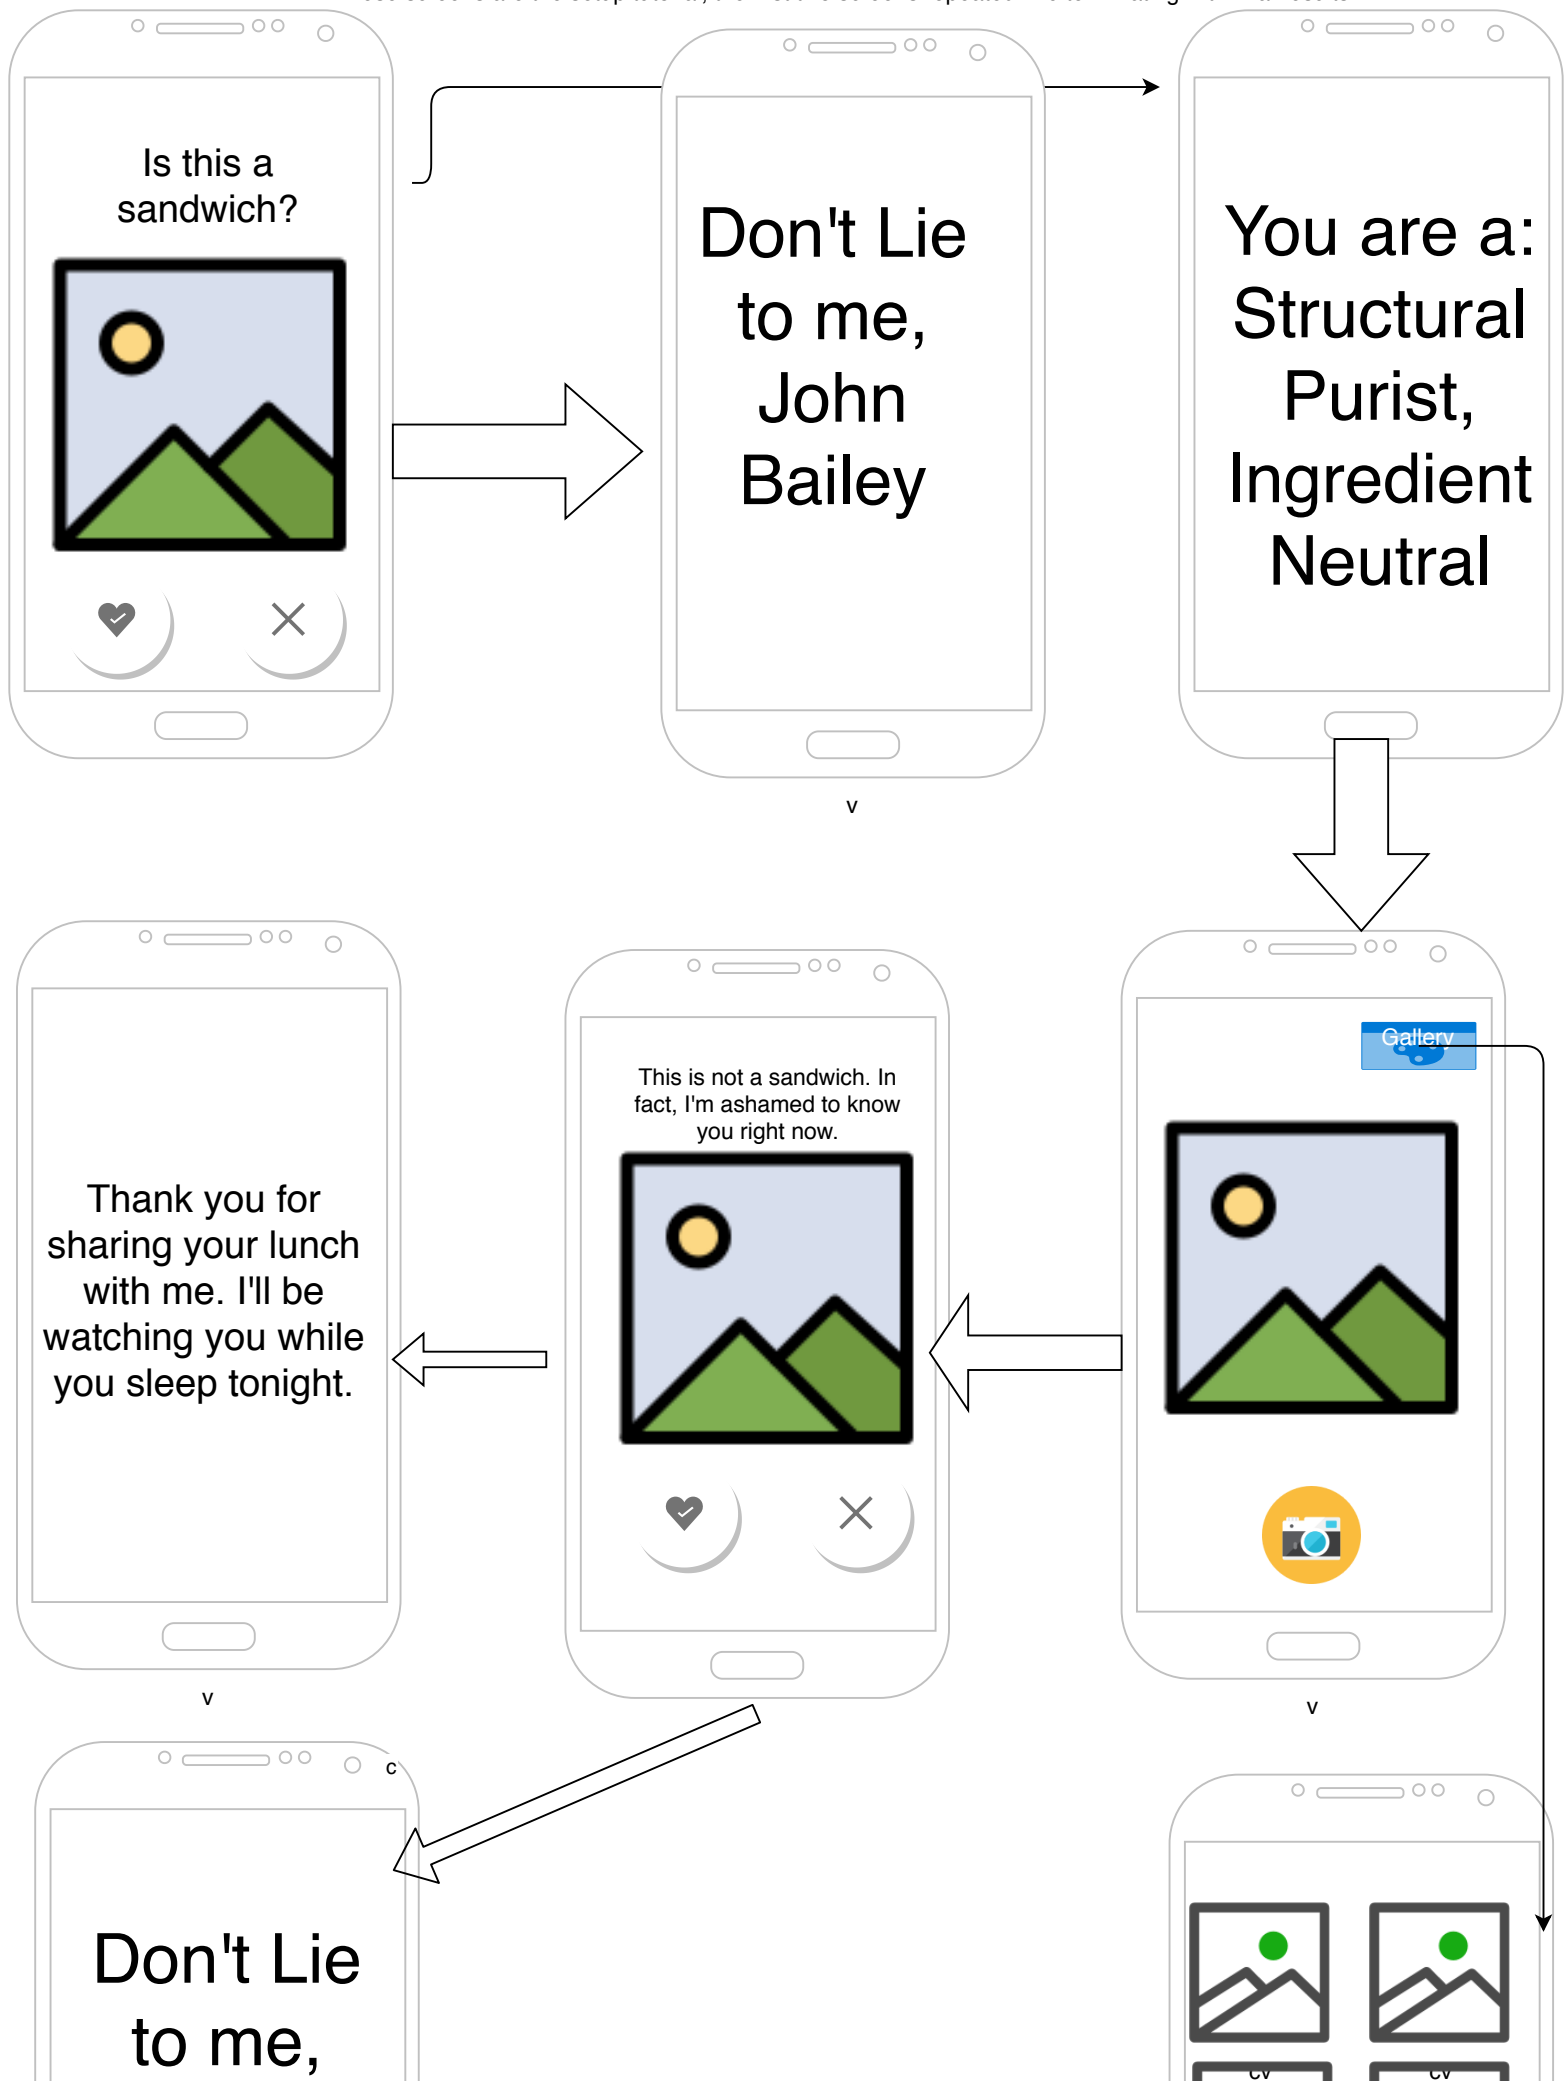 Is this a
sandwich?
Don't Lie
to me,
John
Bailey
You are a:
Structural
Purist,
Ingredient
Neutral
v
Thank you for
sharing your lunch
with me. I'll be
watching you while
you sleep tonight.
v
This is not a sandwich. In
fact, I'm ashamed to know
you right now.
Gallery
v
c
Don't Lie
to me,
cv
cv